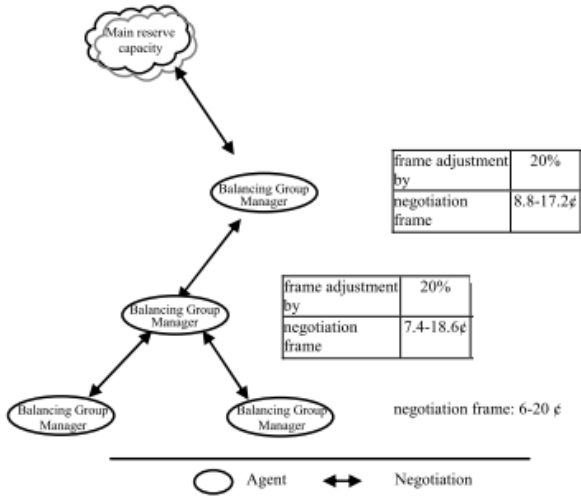 Main reserve
capacity
Balancing Group
Manager
frame adjustment by 20%
negotiation frame 8.8-17.2¢
Balancing Group
Manager
frame adjustment by 20%
negotiation frame 7.4-18.6¢
Balancing Group
Manager
Balancing Group
Manager
negotiation frame: 6-20 ¢
Agent Negotiation